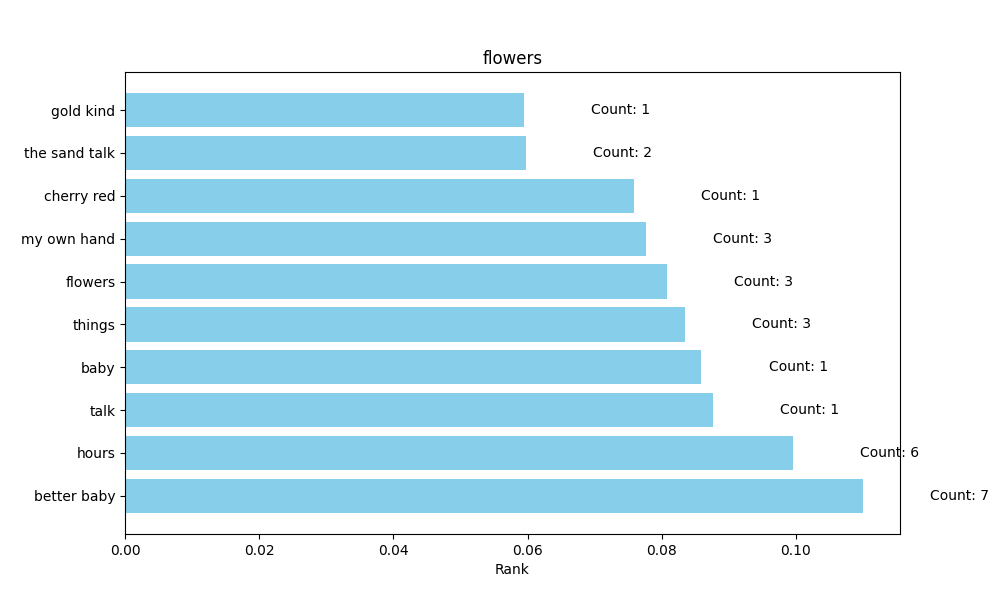 flowers
gold kind Count: 1
the sand talk Count: 2
cherry red Count: 1
my own hand Count: 3
flowers Count: 3
things Count: 3
baby Count: 1
talk Count: 1
hours Count: 6
better baby Count: 7
0.00 0.02 0.04 0.06 0.08 0.10
Rank